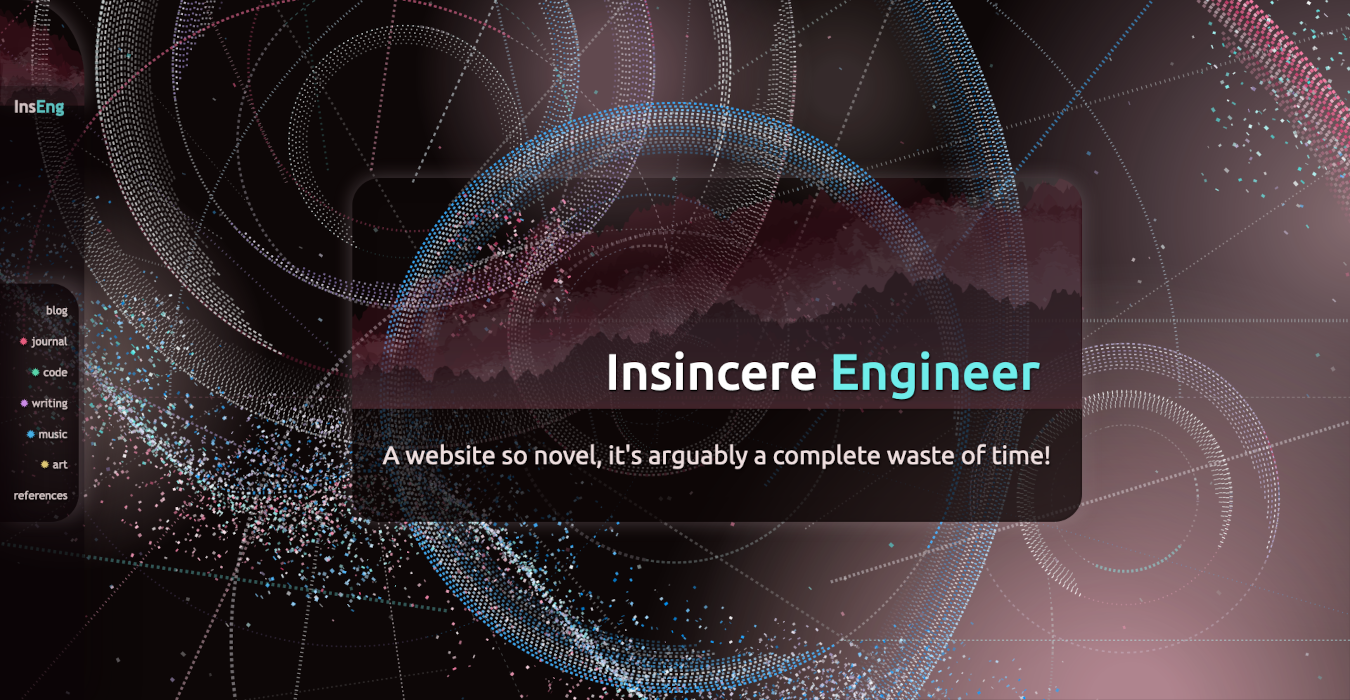 InsEng
blog
journal
code
writing
music
art
references
Insincere Engineer
A website so novel, it's arguably a complete waste of time!